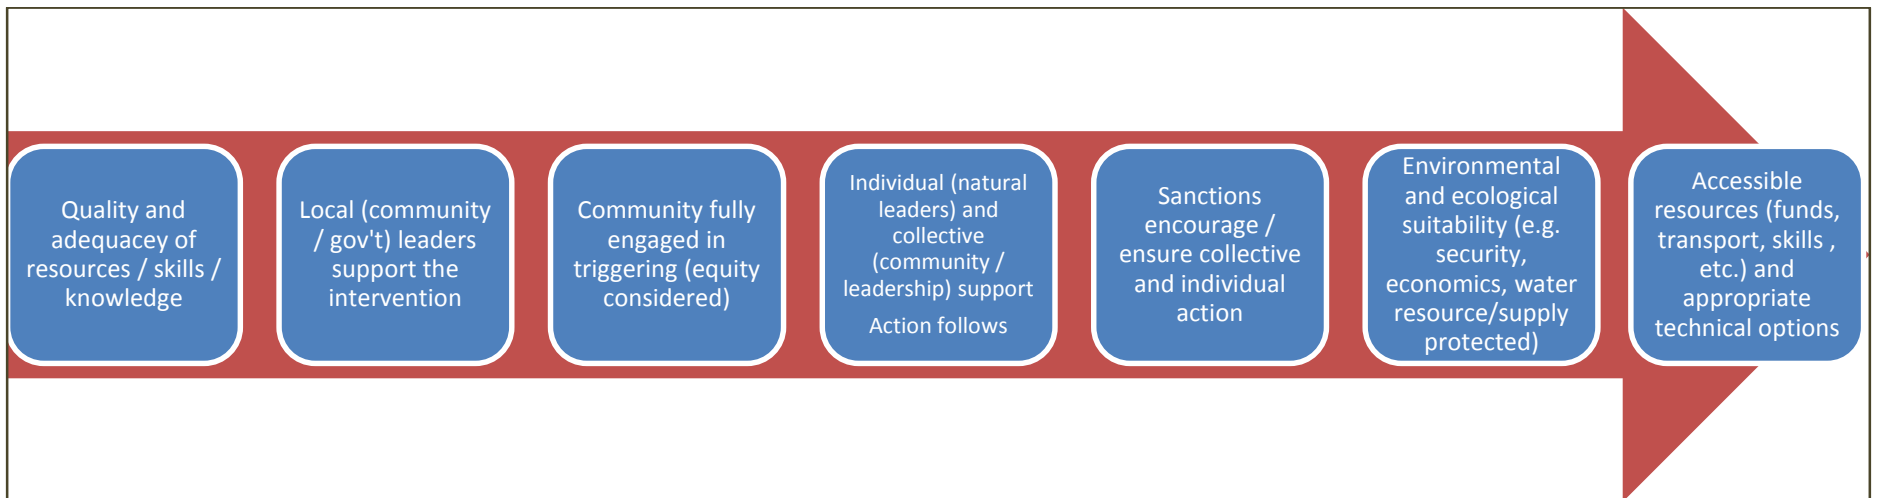 Quality and
adequacey of
resources / skills /
knowledge
Local (community
/ gov't) leaders
support the
intervention
Community fully
engaged in
triggering (equity
considered)
Individual (natural
leaders) and
collective
(community /
leadership) support
Action follows
Sanctions
encourage /
ensure collective
and individual
action
Environmental
and ecological
suitability (e.g.
security,
economics, water
resource/supply
protected)
Accessible
resources (funds,
transport, skills ,
etc.) and
appropriate
technical options